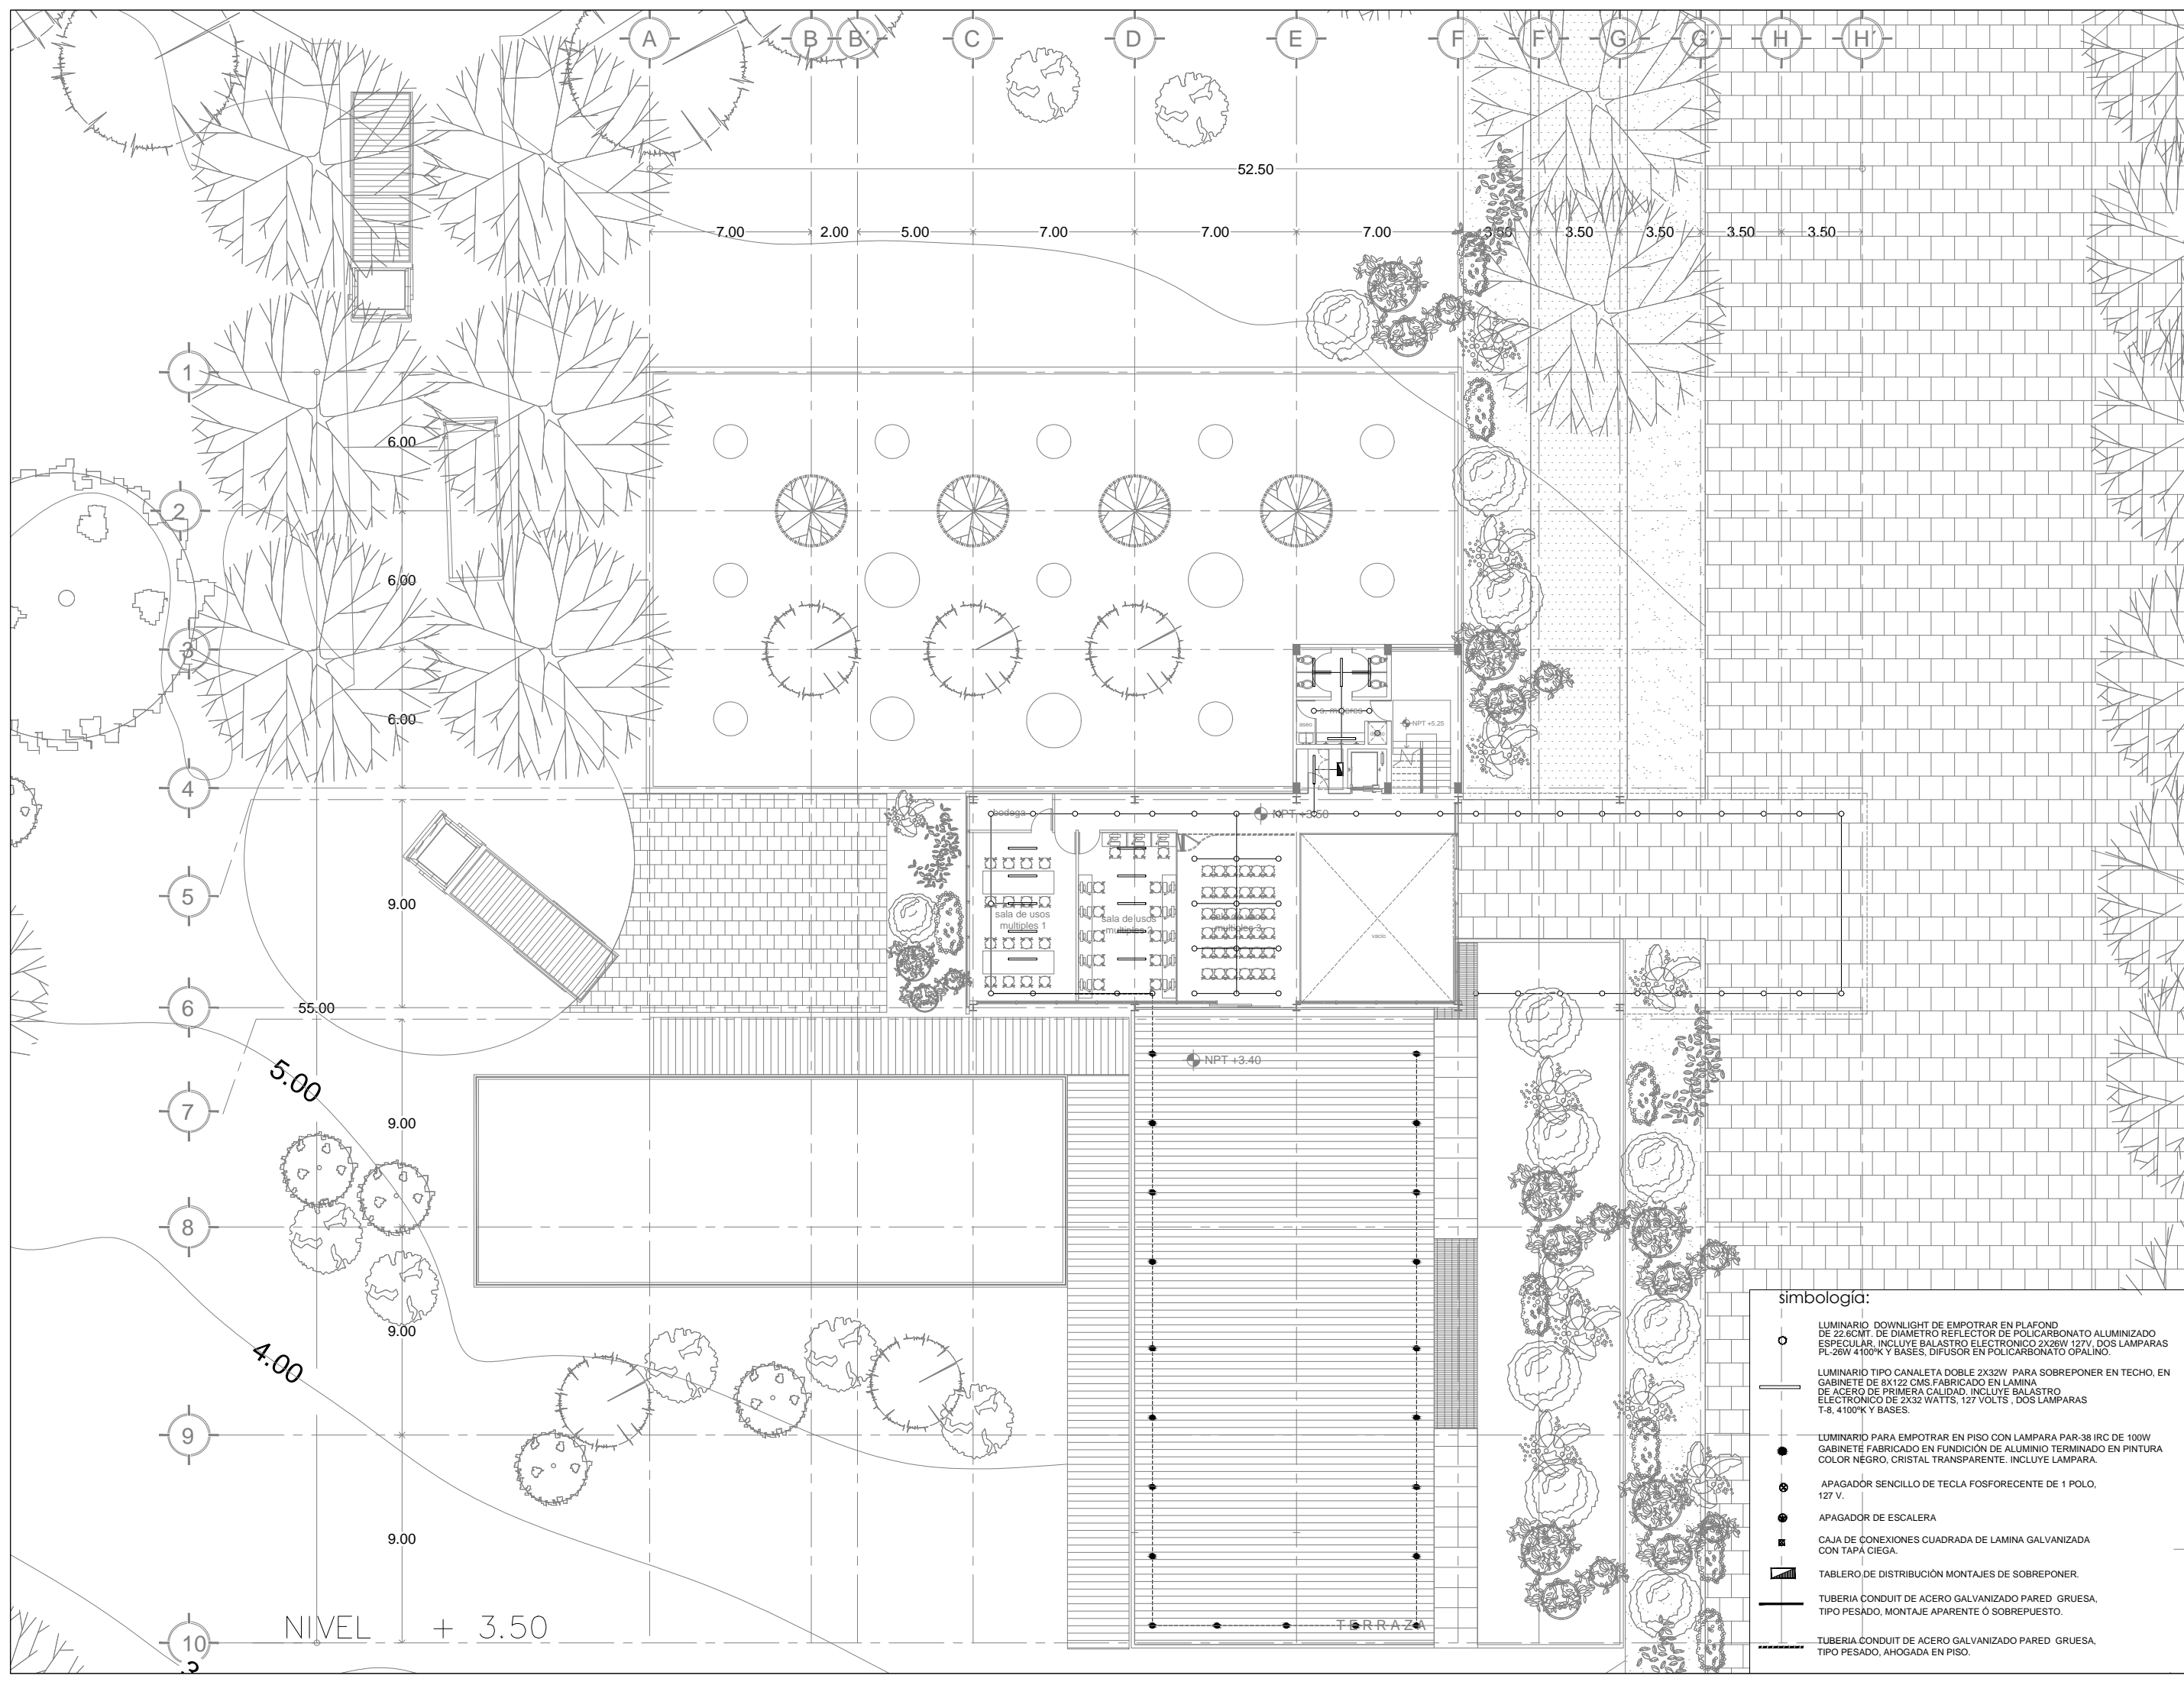 A B B´ C D E F F´ G G´ H H´
52.50
7.00 2.00 5.00 7.00 7.00 7.00 3.50 3.50 3.50 3.50 3.50
1
6.00
2
6.00
3
6.00
4
5
9.00
6
55.00
7
9.00
8
9.00
9
9.00
10
aseo
NPT +5.25
bodega
NPT +3.50
sala de usos
multiples 1
sala de usos
multiples 2
multiples 3
vacio
NPT +3.40
5.00
4.00
TERRAZA
NIVEL + 3.50
simbología:
LUMINARIO DOWNLIGHT DE EMPOTRAR EN PLAFOND
DE 22.6CMT. DE DIAMETRO REFLECTOR DE POLICARBONATO ALUMINIZADO
ESPECULAR, INCLUYE BALASTRO ELECTRONICO 2X26W 127V, DOS LAMPARAS
PL-26W 4100ºK Y BASES, DIFUSOR EN POLICARBONATO OPALINO.
LUMINARIO TIPO CANALETA DOBLE 2X32W PARA SOBREPONER EN TECHO, EN
GABINETE DE 8X122 CMS.FABRICADO EN LAMINA
DE ACERO DE PRIMERA CALIDAD. INCLUYE BALASTRO
ELECTRONICO DE 2X32 WATTS, 127 VOLTS , DOS LAMPARAS
T-8, 4100ºK Y BASES.
LUMINARIO PARA EMPOTRAR EN PISO CON LAMPARA PAR-38 IRC DE 100W
GABINETE FABRICADO EN FUNDICIÓN DE ALUMINIO TERMINADO EN PINTURA
COLOR NEGRO, CRISTAL TRANSPARENTE. INCLUYE LAMPARA.
APAGADOR SENCILLO DE TECLA FOSFORECENTE DE 1 POLO,
127 V.
APAGADOR DE ESCALERA
CAJA DE CONEXIONES CUADRADA DE LAMINA GALVANIZADA
CON TAPA CIEGA.
TABLERO DE DISTRIBUCIÓN MONTAJES DE SOBREPONER.
TUBERIA CONDUIT DE ACERO GALVANIZADO PARED GRUESA,
TIPO PESADO, MONTAJE APARENTE Ó SOBREPUESTO.
TUBERIA CONDUIT DE ACERO GALVANIZADO PARED GRUESA,
TIPO PESADO, AHOGADA EN PISO.